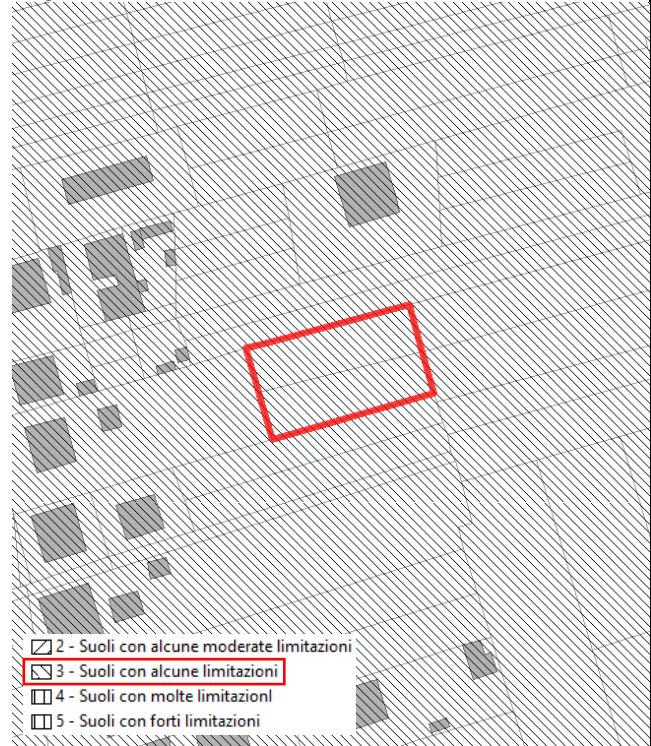 2 - Suoli con alcune moderate limitazioni
3 - Suoli con alcune limitazioni
4 - Suoli con molte limitazionI
5 - Suoli con forti limitazioni